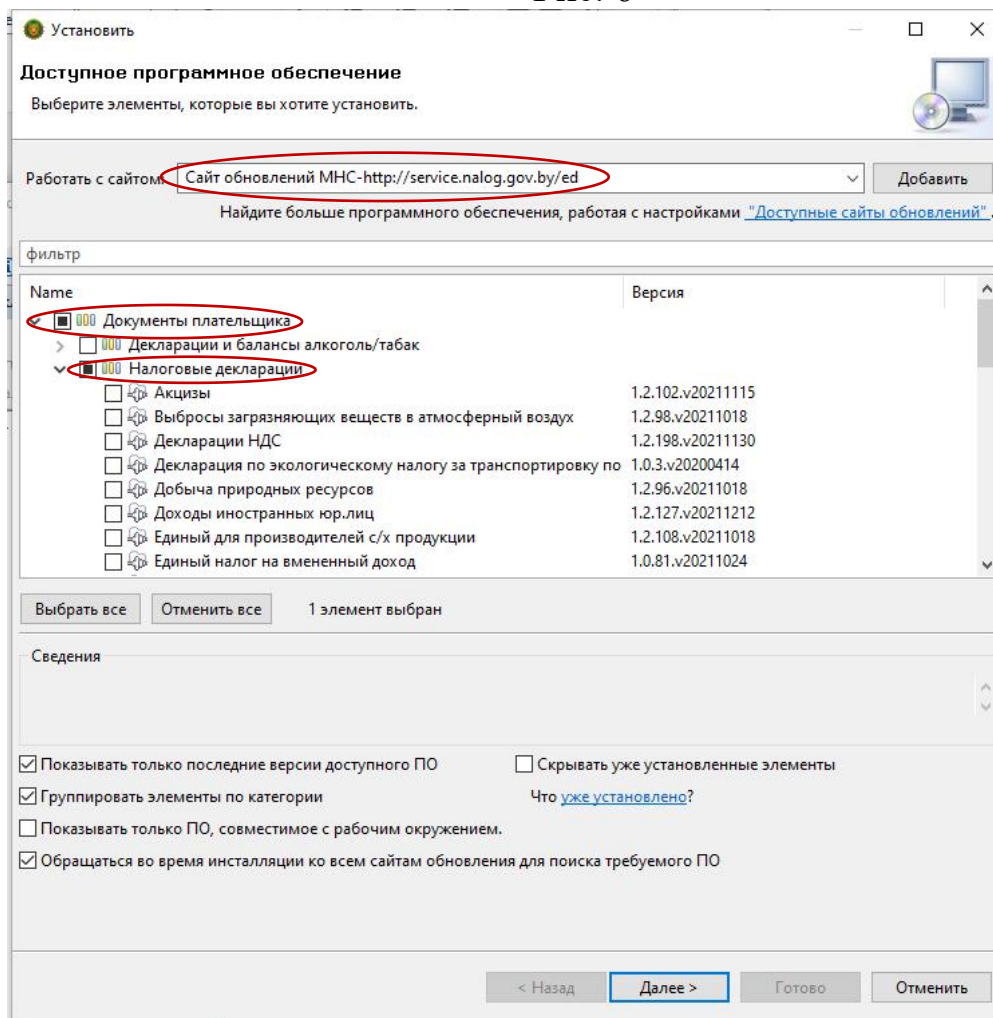 Установить
Доступное программное обеспечение
Выберите элементы, которые вы хотите установить.
Работать с сайтом: Сайт обновлений МНС-http://service.nalog.gov.by/ed Добавить
Найдите больше программного обеспечения, работая с настройками "Доступные сайты обновлений".
фильтр
Name Версия
Документы плательщика
Декларации и балансы алкоголь/табак
Налоговые декларации
Акцизы 1.2.102.v20211115
Выбросы загрязняющих веществ в атмосферный воздух 1.2.98.v20211018
Декларации НДС 1.2.198.v20211130
Декларация по экологическому налогу за транспортировку по 1.0.3.v20200414
Добыча природных ресурсов 1.2.96.v20211018
Доходы иностранных юр.лиц 1.2.127.v20211212
Единый для производителей с/х продукции 1.2.108.v20211018
Единый налог на вмененный доход 1.0.81.v20211024
Выбрать все Отменить все 1 элемент выбран
Сведения
Показывать только последние версии доступного ПО Скрывать уже установленные элементы
Группировать элементы по категории Что уже установлено?
Показывать только ПО, совместимое с рабочим окружением.
Обращаться во время инсталляции ко всем сайтам обновления для поиска требуемого ПО
< Назад Далее > Готово Отменить